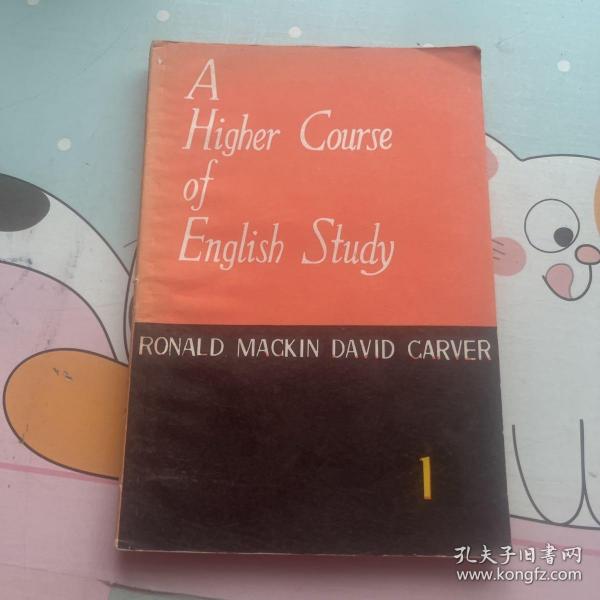 A
Higher Course
of
English Study
RONALD MACKIN DAVID CARVER
1
孔夫子旧书网
www.kongfz.com